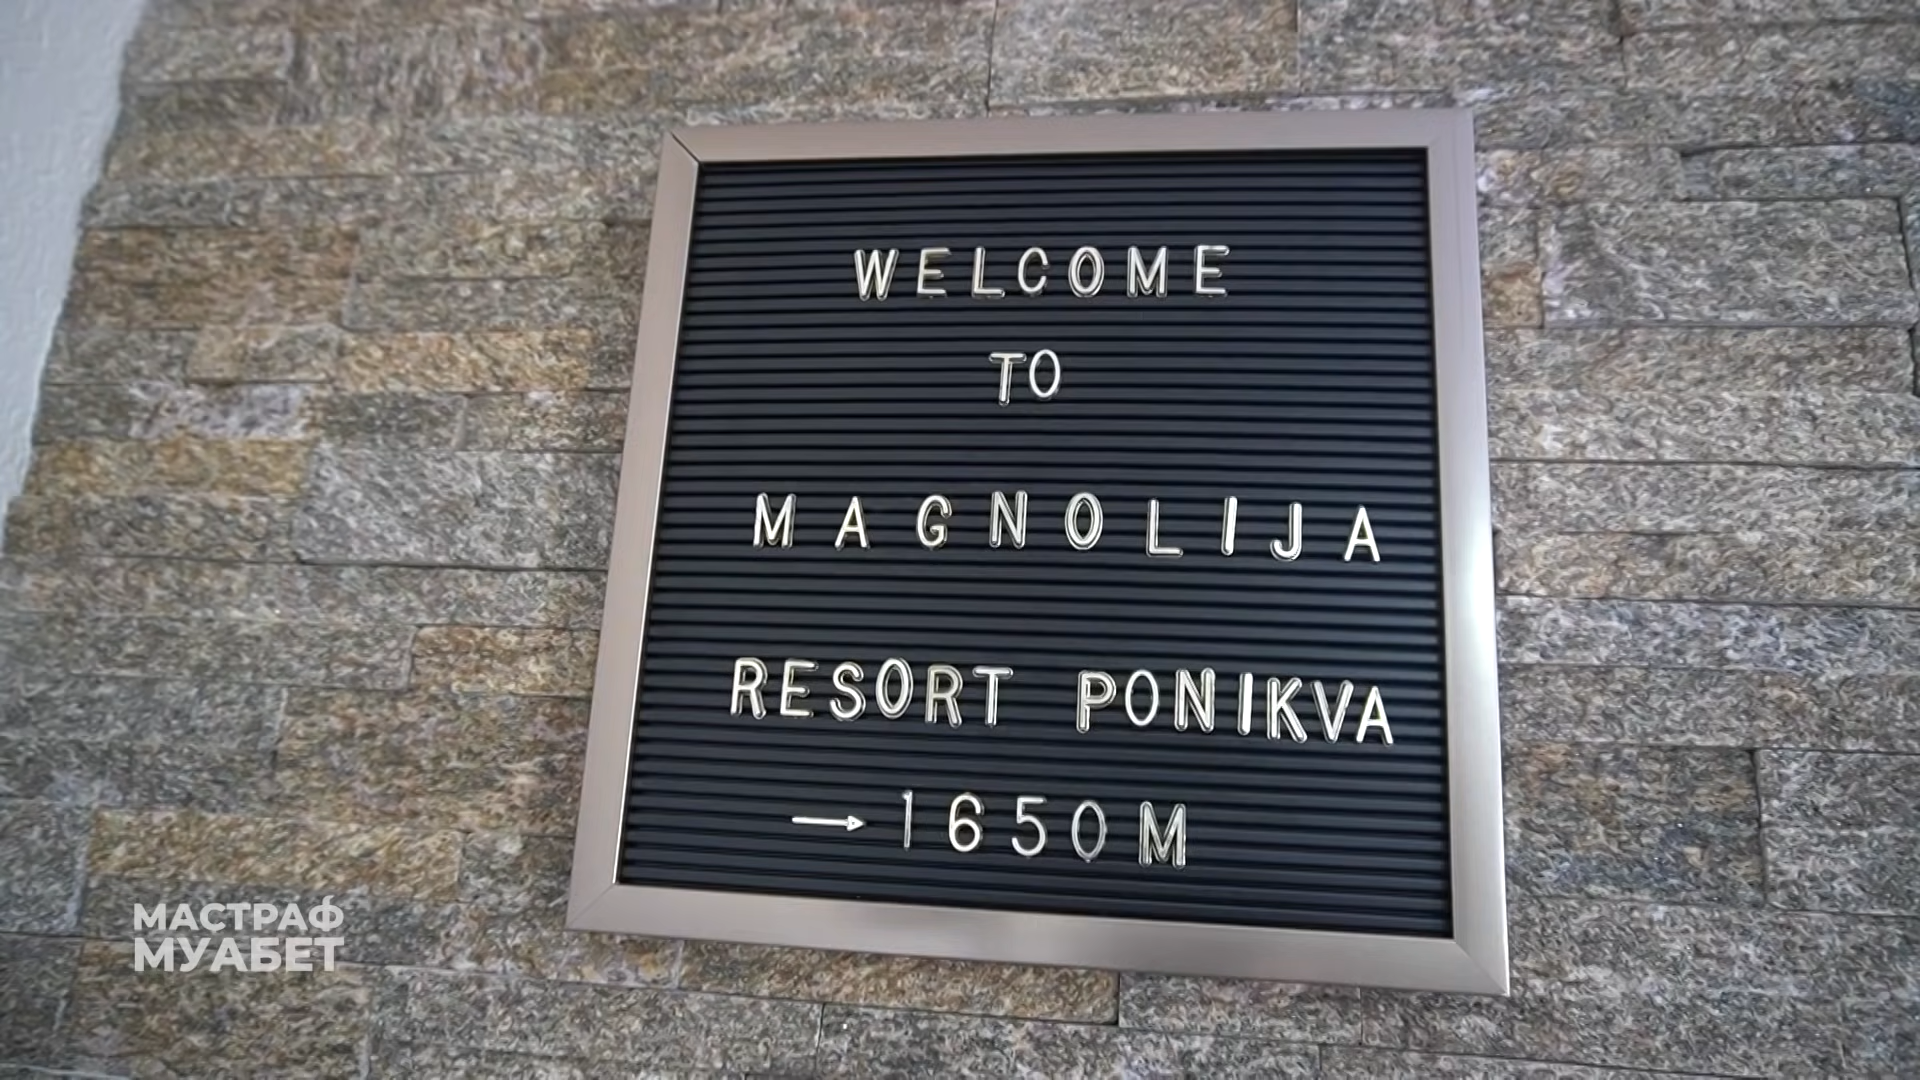 WELCOME
TO
MAGNOLIJA
RESORT PONIKVA
→1650M
МАСТРАФ
МУАБЕТ